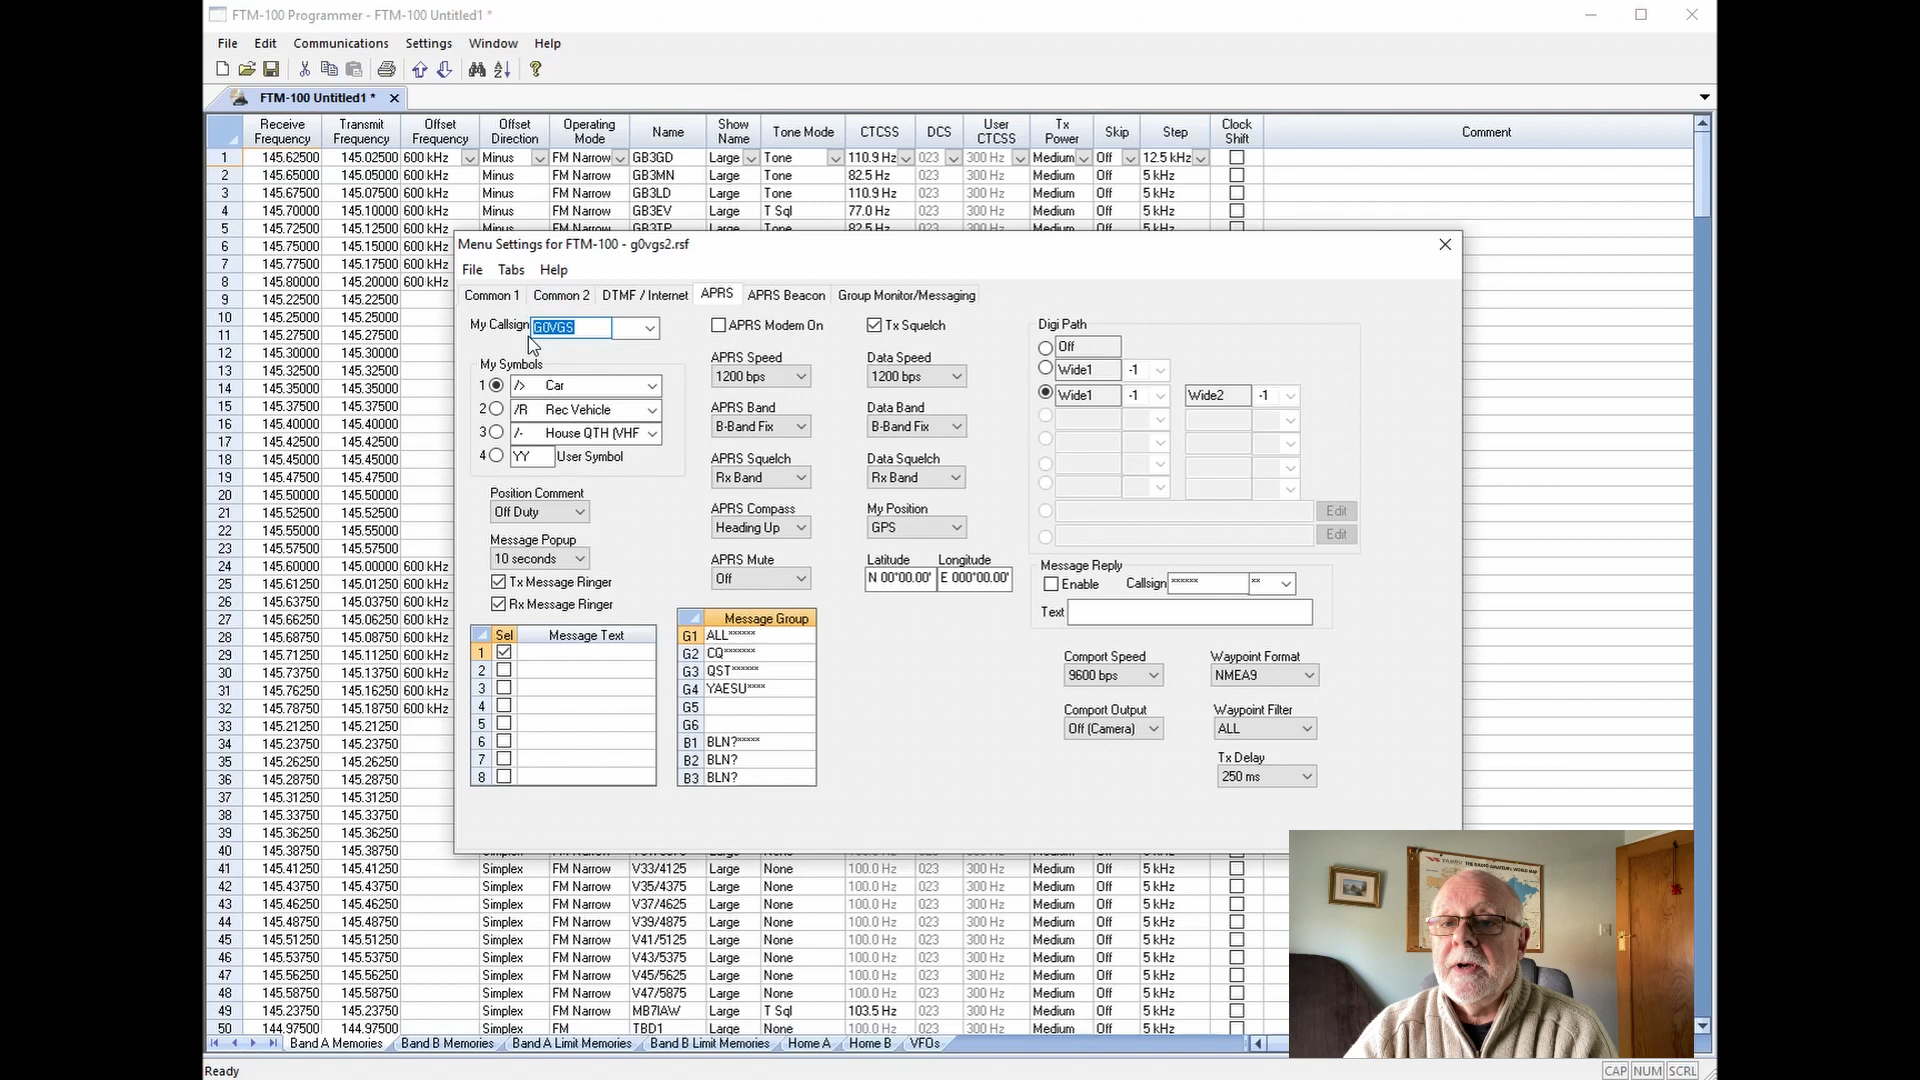 FTM-100 Programmer - FTM-100 Untitled1 *
File Edit Communications Settings Window Help
FTM-100 Untitled1 *
Receive Frequency Transmit Frequency Offset Frequency Offset Direction Operating Mode Name Show Name Tone Mode CTCSS DCS User CTCSS Tx Power Skip Step Clock Shift Comment
1 145.62500 145.02500 600 kHz Minus FM Narrow GB3GD Large Tone 110.9 Hz 023 300 Hz Medium Off 12.5 kHz
2 145.65000 145.05000 600 kHz Minus FM Narrow GB3MN Large Tone 82.5 Hz 023 300 Hz Medium Off 5 kHz
3 145.67500 145.07500 600 kHz Minus FM Narrow GB3LD Large Tone 110.9 Hz 023 300 Hz Medium Off 5 kHz
4 145.70000 145.10000 600 kHz Minus FM Narrow GB3EV Large T Sql 77.0 Hz 023 300 Hz Medium Off 5 kHz
5 145.72500 145.12500 600 kHz Minus FM Narrow GB3TP Large Tone 82.5 Hz 023 300 Hz Medium Off 5 kHz
6 145.75000 145.15000 600 kHz
7 145.77500 145.17500 600 kHz
8 145.80000 145.20000 600 kHz
9 145.22500 145.22500
10 145.25000 145.25000
11 145.27500 145.27500
12 145.30000 145.30000
13 145.32500 145.32500
14 145.35000 145.35000
15 145.37500 145.37500
16 145.40000 145.40000
17 145.42500 145.42500
18 145.45000 145.45000
19 145.47500 145.47500
20 145.50000 145.50000
21 145.52500 145.52500
22 145.55000 145.55000
23 145.57500 145.57500
24 145.60000 145.00000 600 kHz
25 145.61250 145.01250 600 kHz
26 145.63750 145.03750 600 kHz
27 145.66250 145.06250 600 kHz
28 145.68750 145.08750 600 kHz
29 145.71250 145.11250 600 kHz
30 145.73750 145.13750 600 kHz
31 145.76250 145.16250 600 kHz
32 145.78750 145.18750 600 kHz
33 145.21250 145.21250
34 145.23750 145.23750
35 145.26250 145.26250
36 145.28750 145.28750
37 145.31250 145.31250
38 145.33750 145.33750
39 145.36250 145.36250
40 145.38750 145.38750
41 145.41250 145.41250 Simplex FM Narrow V33/4125 Large None 100.0 Hz 023 300 Hz Medium Off 5 kHz
42 145.43750 145.43750 Simplex FM Narrow V35/4375 Large None 100.0 Hz 023 300 Hz Medium Off 5 kHz
43 145.46250 145.46250 Simplex FM Narrow V37/4625 Large None 100.0 Hz 023 300 Hz Medium Off 5 kHz
44 145.48750 145.48750 Simplex FM Narrow V39/4875 Large None 100.0 Hz 023 300 Hz Medium Off 5 kHz
45 145.51250 145.51250 Simplex FM Narrow V41/5125 Large None 100.0 Hz 023 300 Hz Medium Off 5 kHz
46 145.53750 145.53750 Simplex FM Narrow V43/5375 Large None 100.0 Hz 023 300 Hz Medium Off 5 kHz
47 145.56250 145.56250 Simplex FM Narrow V45/5625 Large None 100.0 Hz 023 300 Hz Medium Off 5 kHz
48 145.58750 145.58750 Simplex FM Narrow V47/5875 Large None 100.0 Hz 023 300 Hz Medium Off 5 kHz
49 145.23750 145.23750 Simplex FM Narrow MB7IAW Large T Sql 103.5 Hz 023 300 Hz Medium Off 5 kHz
50 144.97500 144.97500 Simplex FM TBD1 Large None 100.0 Hz 023 300 Hz Medium Off 5 kHz
Band A Memories Band B Memories Band A Limit Memories Band B Limit Memories Home A Home B VFOs
Ready CAP NUM SCRL
Menu Settings for FTM-100 - g0vgs2.rsf
File Tabs Help
Common 1 Common 2 DTMF / Internet APRS APRS Beacon Group Monitor/Messaging
My Callsign G0VGS
My Symbols
1 /> Car
2 /R Rec Vehicle
3 /- House QTH (VHF
4 YY User Symbol
Position Comment
Off Duty
Message Popup
10 seconds
Tx Message Ringer
Rx Message Ringer
Sel Message Text
1
2
3
4
5
6
7
8
APRS Modem On
APRS Speed
1200 bps
APRS Band
B-Band Fix
APRS Squelch
Rx Band
APRS Compass
Heading Up
APRS Mute
Off
Message Group
G1 ALL******
G2 CQ*******
G3 QST******
G4 YAESU****
G5
G6
B1 BLN?*****
B2 BLN?
B3 BLN?
Tx Squelch
Data Speed
1200 bps
Data Band
B-Band Fix
Data Squelch
Rx Band
My Position
GPS
Latitude Longitude
N 00°00.00' E 000°00.00'
Digi Path
Off
Wide1 -1
Wide1 -1 Wide2 -1
Edit
Edit
Message Reply
Enable Callsign ****** **
Text
Comport Speed
9600 bps
Waypoint Format
NMEA9
Comport Output
Off (Camera)
Waypoint Filter
ALL
Tx Delay
250 ms
YAESU THE RADIO AMATEUR'S WORLD MAP